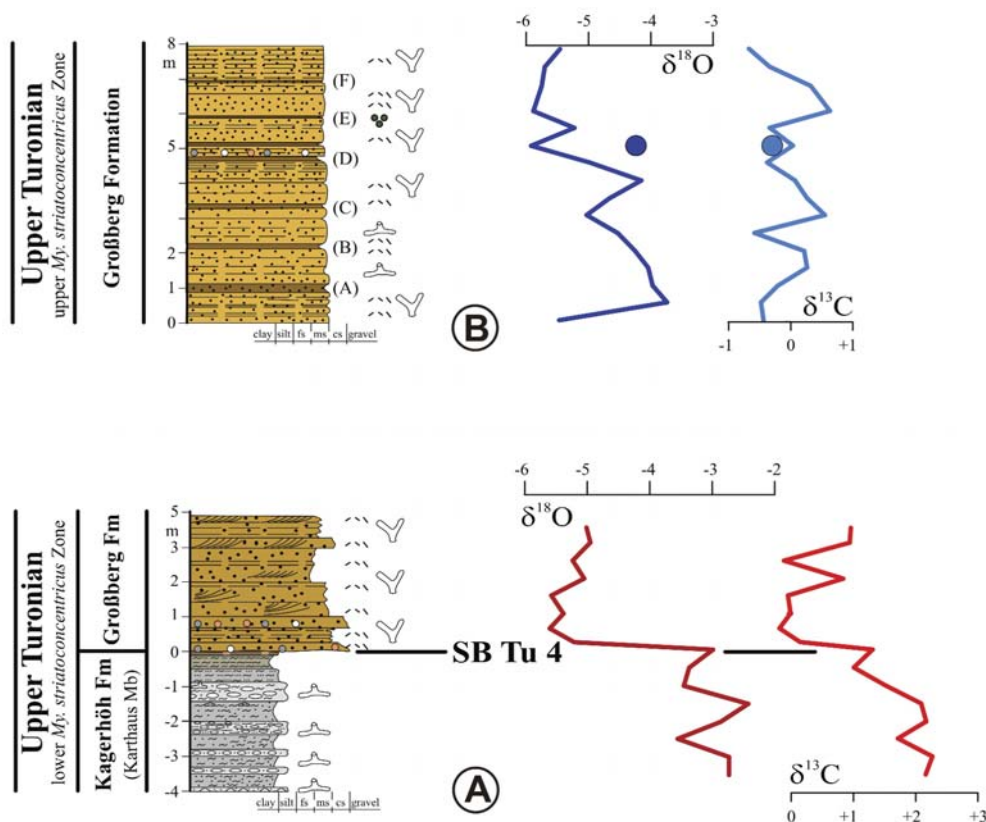 Upper Turonian
upper My. striatoconcentricus Zone
Großberg Formation
8
m
5
2
1
0
(F)
(E)
(D)
(C)
(B)
(A)
clay silt fs ms cs gravel
B
-6 -5 -4 -3
δ18O
δ13C
-1 0 +1
Upper Turonian
lower My. striatoconcentricus Zone
Großberg Fm
Kagerhöh Fm
(Karthaus Mb)
5
m
3
2
1
0
-1
-2
-3
-4
clay silt fs ms cs gravel
SB Tu 4
A
-6 -5 -4 -3 -2
δ18O
δ13C
0 +1 +2 +3